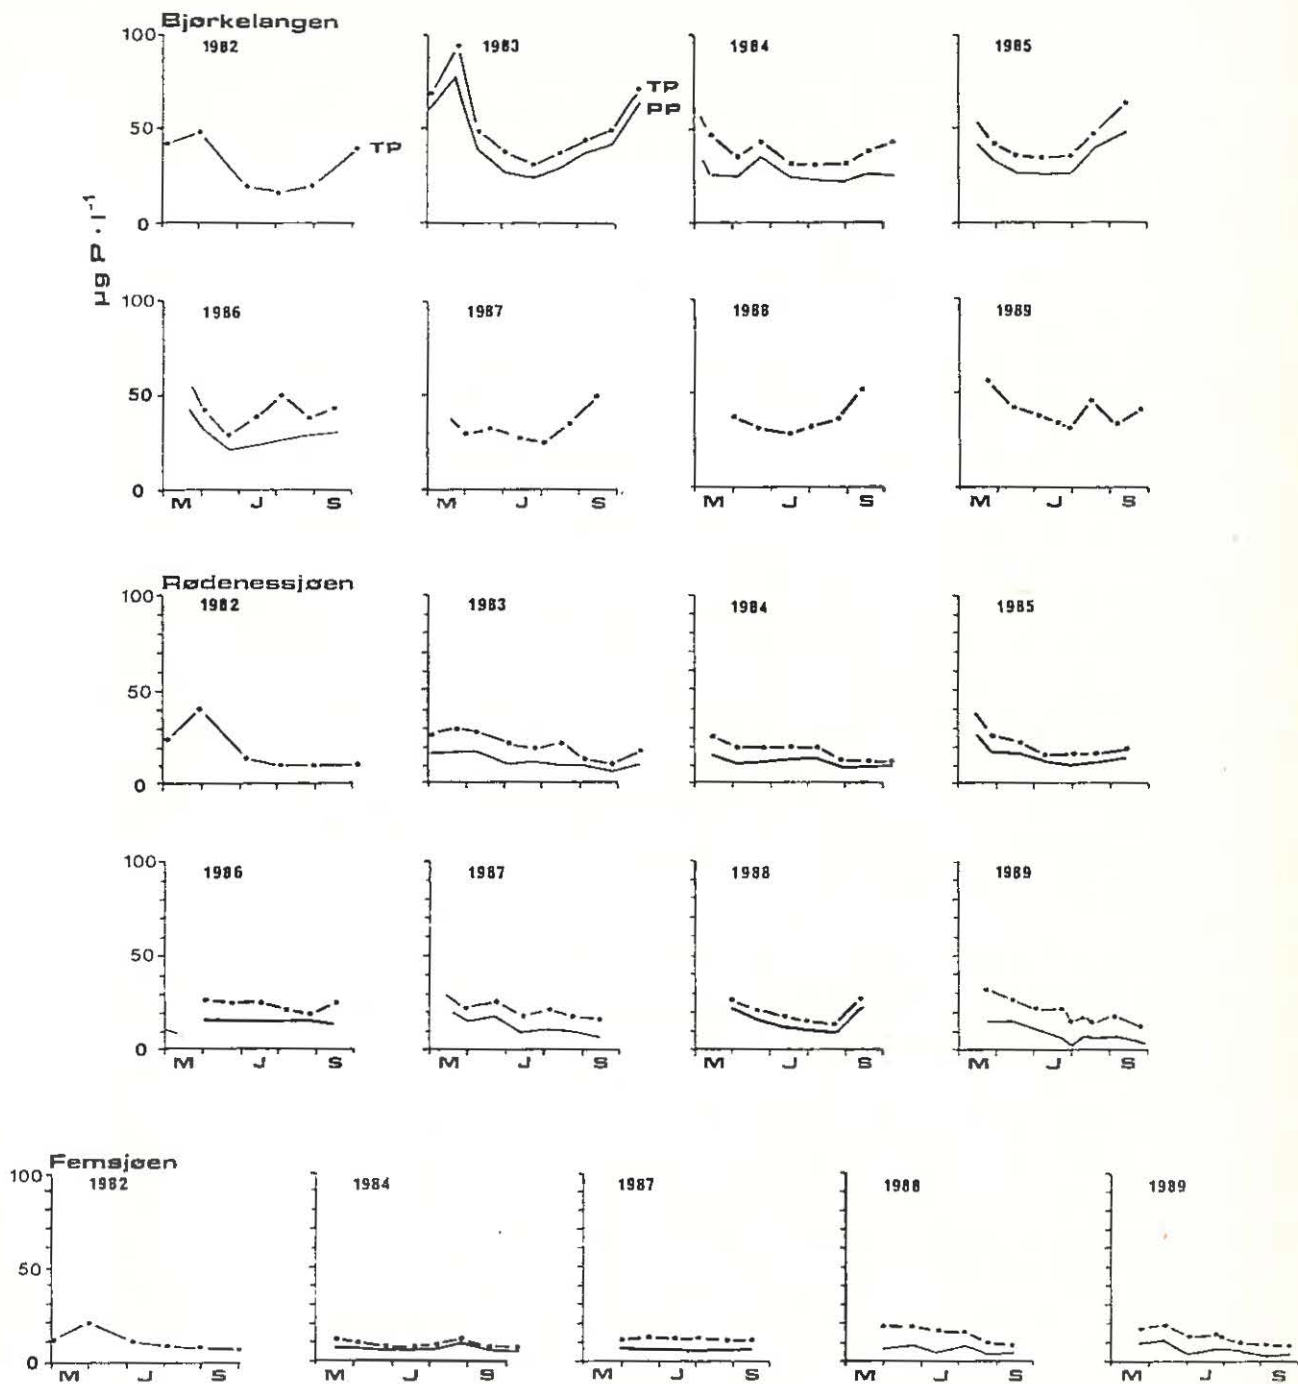 Bjørkelangen
100 1982 1983 1984 1985
TP
PP
50 TP
0
µg P · l⁻¹
100 1986 1987 1988 1989
50
0
M J S M J S M J S M J S
Rødenessjøen
100 1982 1983 1984 1985
50
0
100 1986 1987 1988 1989
50
0
M J S M J S M J S M J S
Femsjøen
100 1982 1984 1987 1988 1989
50
0
M J S M J S M J S M J S M J S